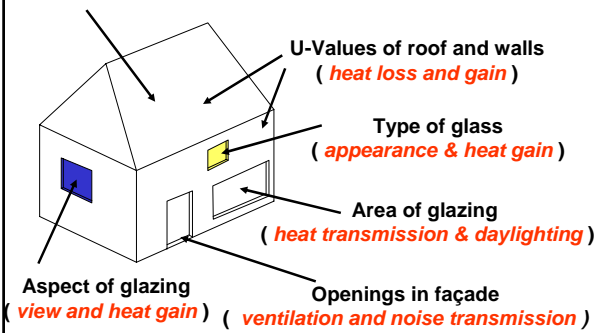 U-Values of roof and walls
( heat loss and gain )
Type of glass
( appearance & heat gain )
Area of glazing
( heat transmission & daylighting )
Aspect of glazing
( view and heat gain )
Openings in façade
( ventilation and noise transmission )